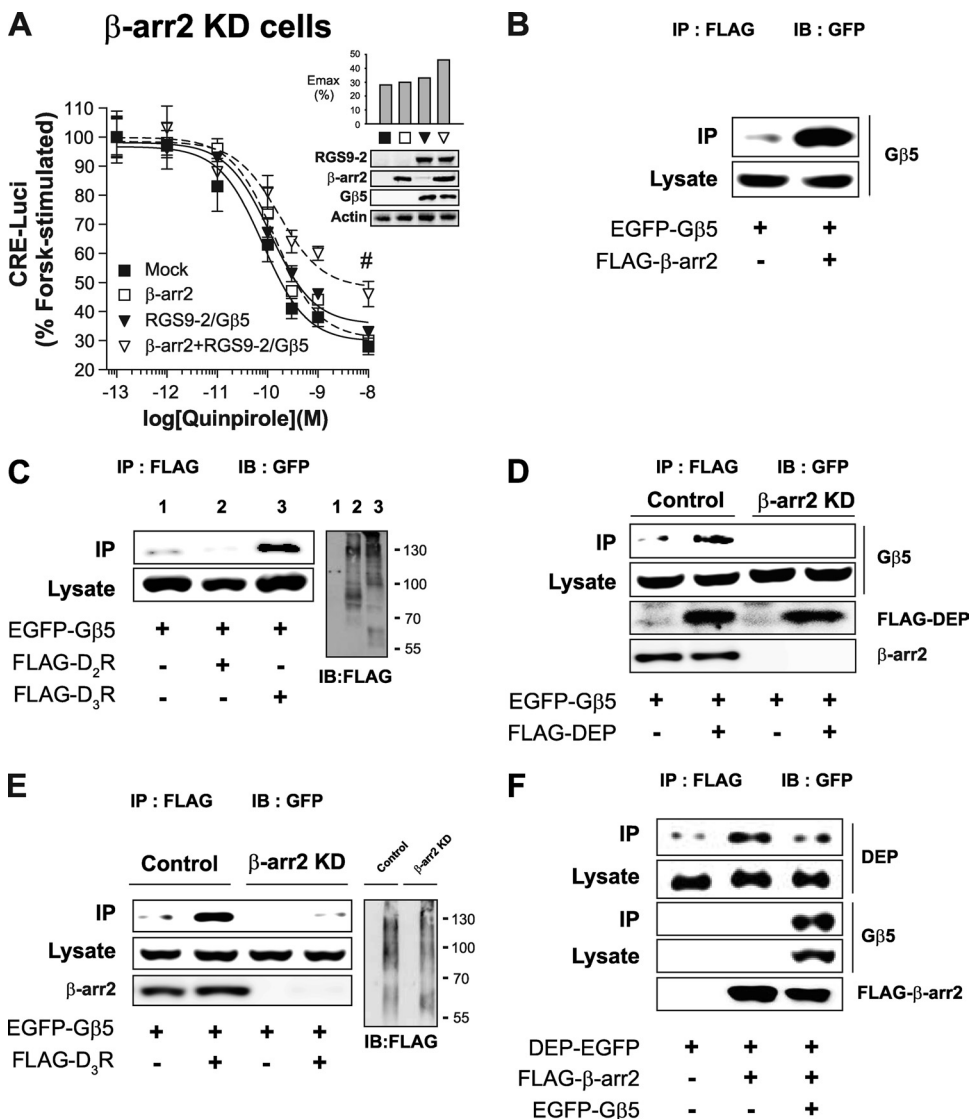 A β-arr2 KD cells
Emax
(%)
50
40
30
20
10
0
RGS9-2
β-arr2
Gβ5
Actin
CRE-Luci
(% Forsk-stimulated)
110
100
90
80
70
60
50
40
30
20
#
Mock
β-arr2
RGS9-2/Gβ5
β-arr2+RGS9-2/Gβ5
-13 -12 -11 -10 -9 -8
log[Quinpirole](M)
B
IP : FLAG IB : GFP
IP
Lysate
Gβ5
EGFP-Gβ5 + +
FLAG-β-arr2 - +
C
IP : FLAG IB : GFP
1 2 3 1 2 3
IP
Lysate
- 130
- 100
- 70
- 55
EGFP-Gβ5 + + +
FLAG-D₂R - + -
FLAG-D₃R - - +
IB:FLAG
D
IP : FLAG IB : GFP
Control β-arr2 KD
IP
Lysate
Gβ5
FLAG-DEP
β-arr2
EGFP-Gβ5 + + + +
FLAG-DEP - + - +
E
IP : FLAG IB : GFP
Control β-arr2 KD
Control β-arr2 KD
IP
Lysate
β-arr2
- 130
- 100
- 70
- 55
EGFP-Gβ5 + + + +
FLAG-D₃R - + - +
IB:FLAG
F
IP : FLAG IB : GFP
IP
Lysate
DEP
IP
Lysate
Gβ5
FLAG-β-arr2
DEP-EGFP + + +
FLAG-β-arr2 - + +
EGFP-Gβ5 - - +